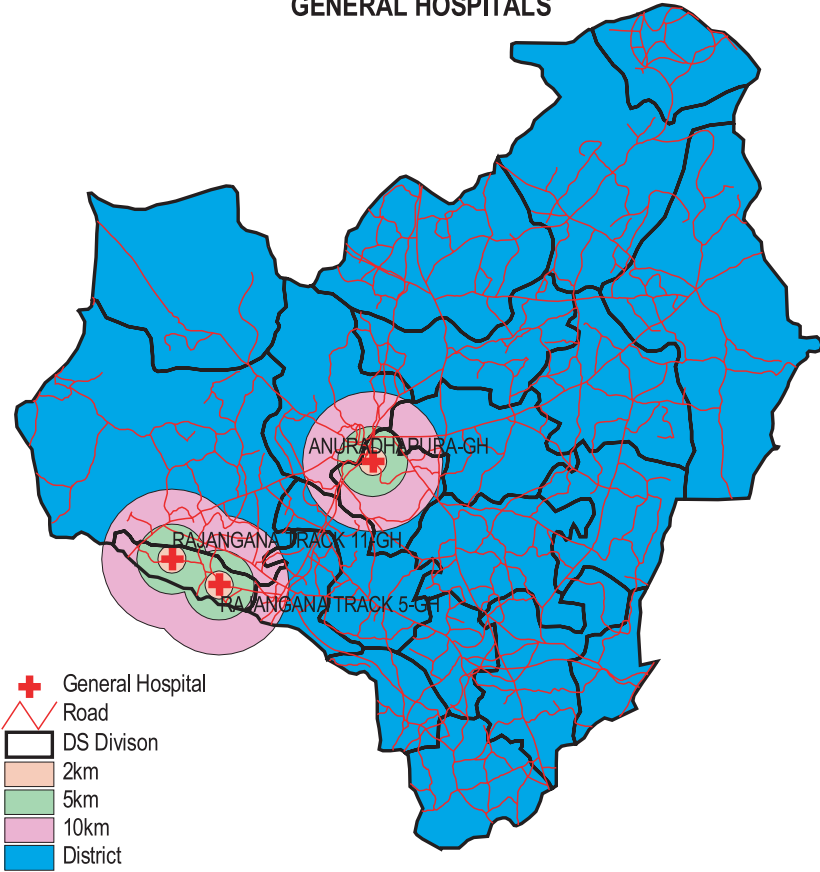 GENERAL HOSPITALS
ANURADHAPURA-GH
RAJANGANA TRACK 11-GH
RAJANGANA TRACK 5-GH
General Hospital
Road
DS Divison
2km
5km
10km
District